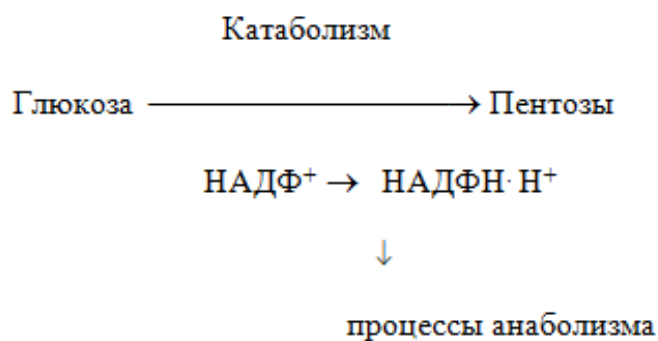 Катаболизм
Глюкоза ⟶ Пентозы
НАДФ⁺ → НАДФН· Н⁺
↓
процессы анаболизма